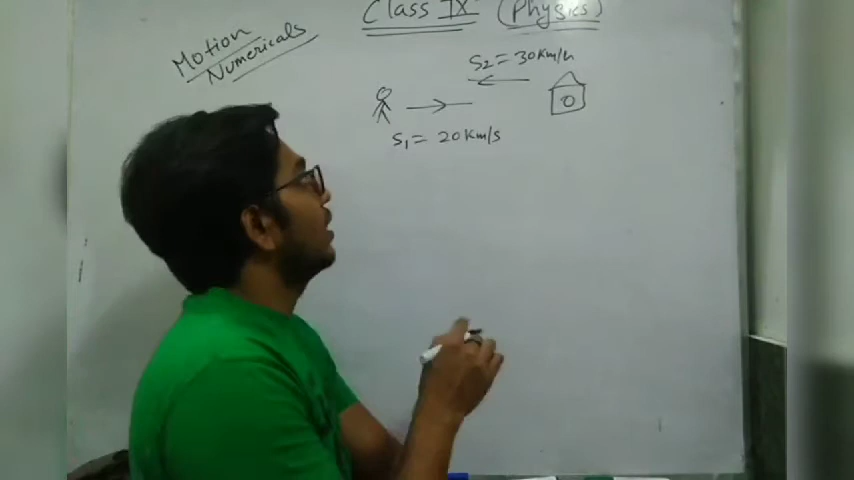 Class IX (Physics)
Motion
Numericals
S2 = 30 Km/h
S1 = 20 Km/s